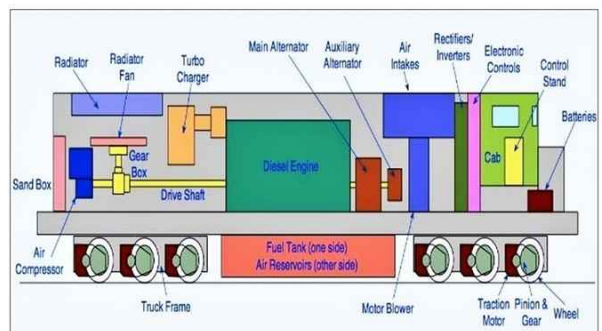 Radiator
Radiator
Fan
Turbo
Charger
Main Alternator
Auxiliary
Alternator
Air
Intakes
Rectifiers/
Inverters
Electronic
Controls
Control
Stand
Batteries
Diesel Engine
Cab
Gear
Box
Sand Box
Drive Shaft
Fuel Tank (one side)
Air Reservoirs (other side)
Air
Compressor
Truck Frame
Motor Blower
Traction
Motor
Pinion &
Gear
Wheel